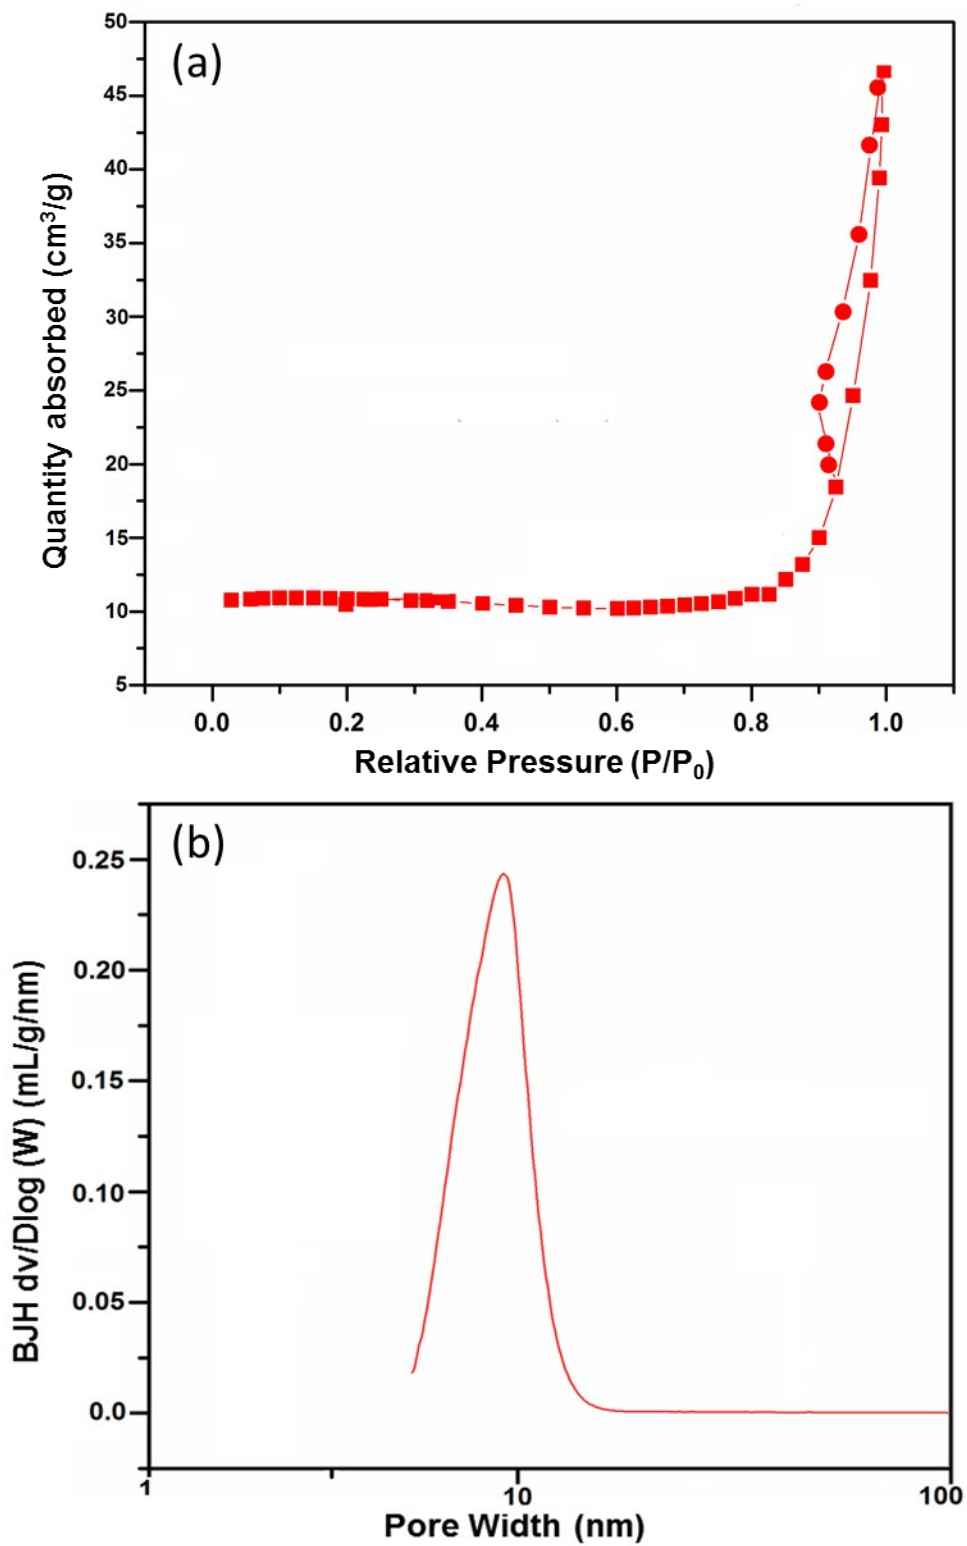 (a)
50
45
40
35
30
25
20
15
10
5
Quantity absorbed (cm³/g)
0.0 0.2 0.4 0.6 0.8 1.0
Relative Pressure (P/P₀)
(b)
0.25
0.20
0.15
0.10
0.05
0.0
BJH dv/Dlog (W) (mL/g/nm)
1 10 100
Pore Width (nm)